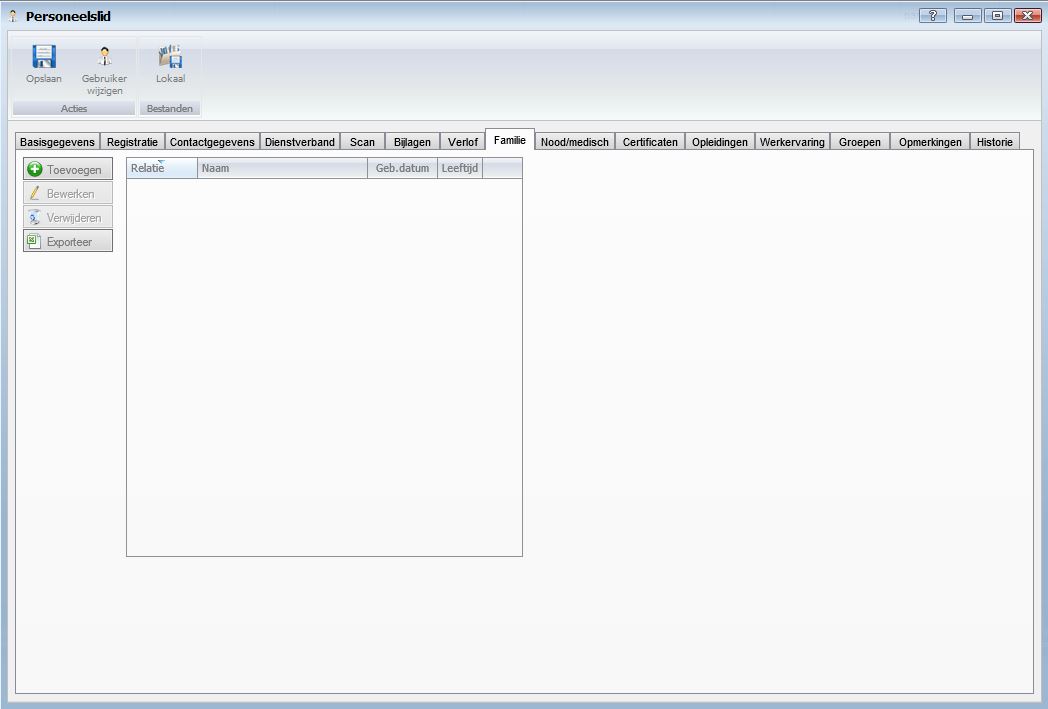 Personeelslid
?
Opslaan
Gebruiker
wijzigen
Lokaal
Acties
Bestanden
Basisgegevens Registratie Contactgegevens Dienstverband Scan Bijlagen Verlof Familie Nood/medisch Certificaten Opleidingen Werkervaring Groepen Opmerkingen Historie
Toevoegen
Bewerken
Verwijderen
Exporteer
Relatie Naam Geb.datum Leeftijd